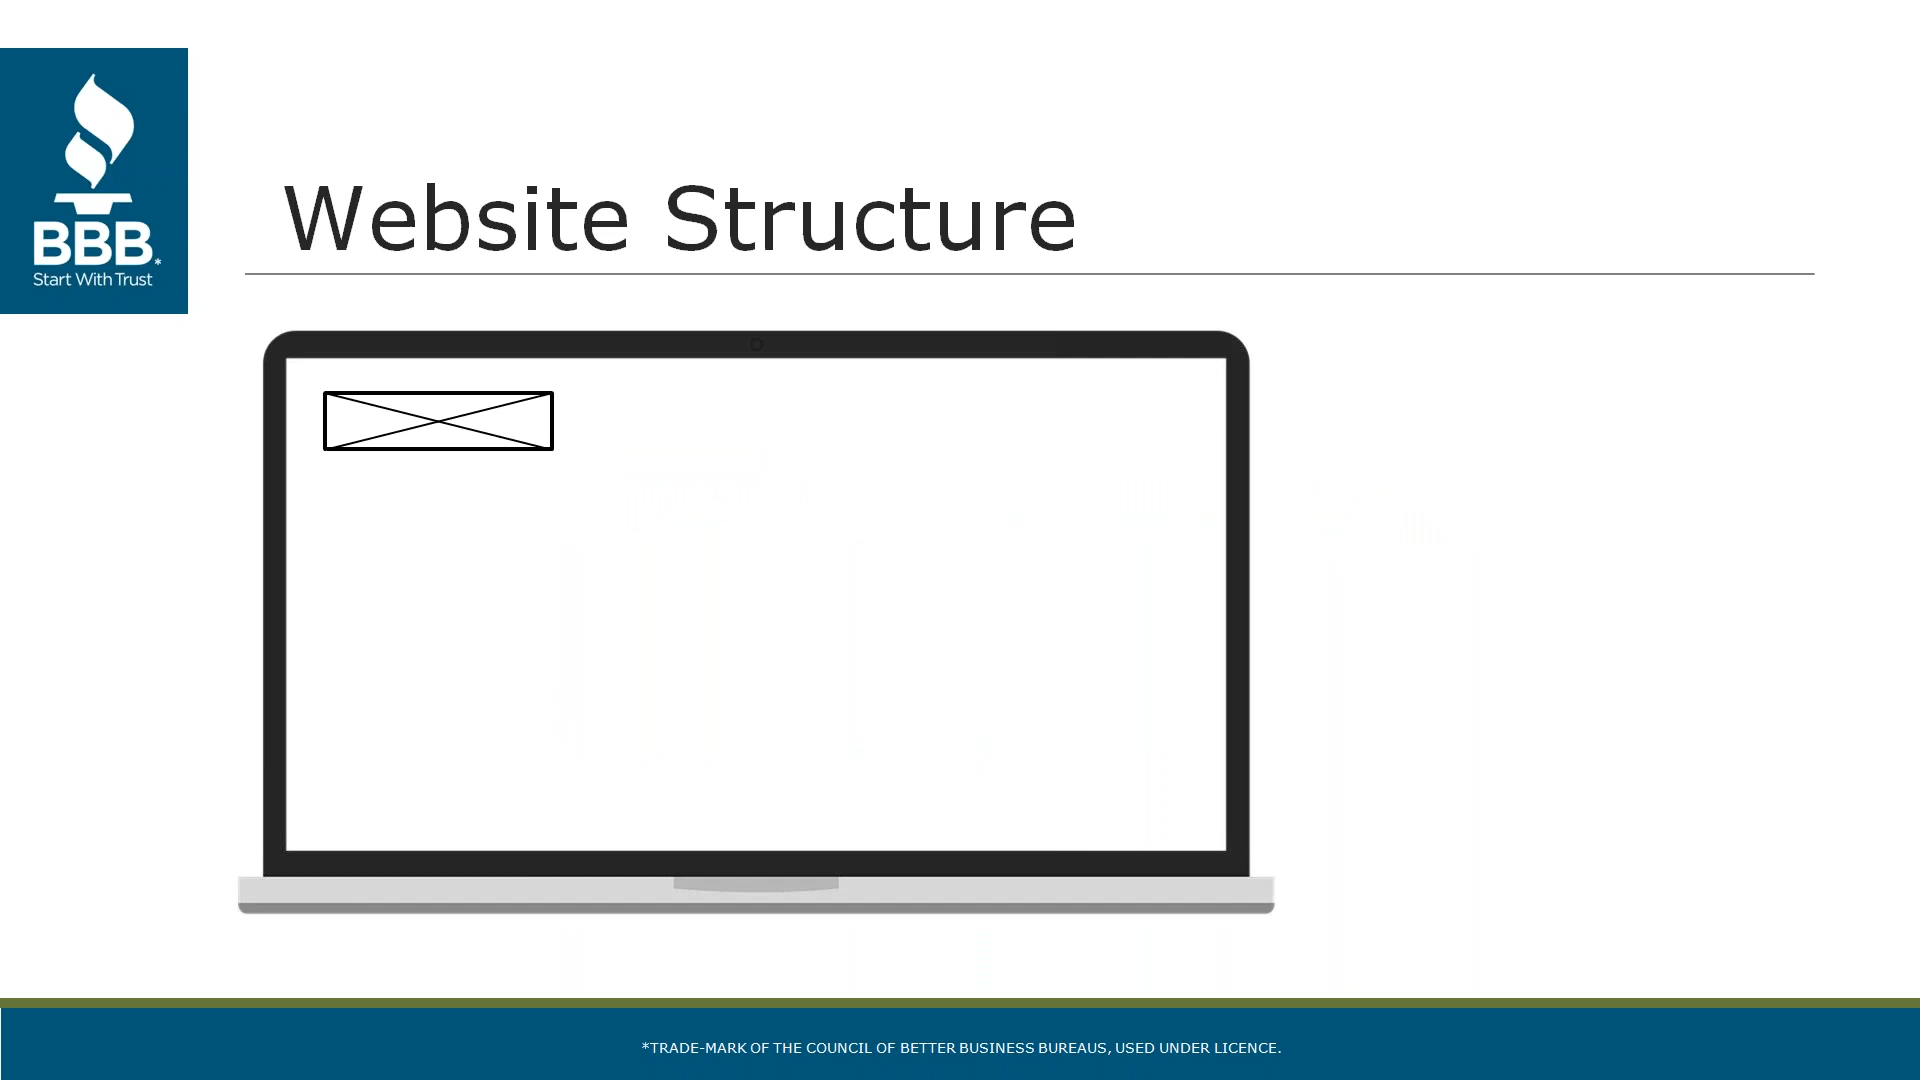 BBB.*
Start With Trust
Website Structure
*TRADE-MARK OF THE COUNCIL OF BETTER BUSINESS BUREAUS, USED UNDER LICENCE.